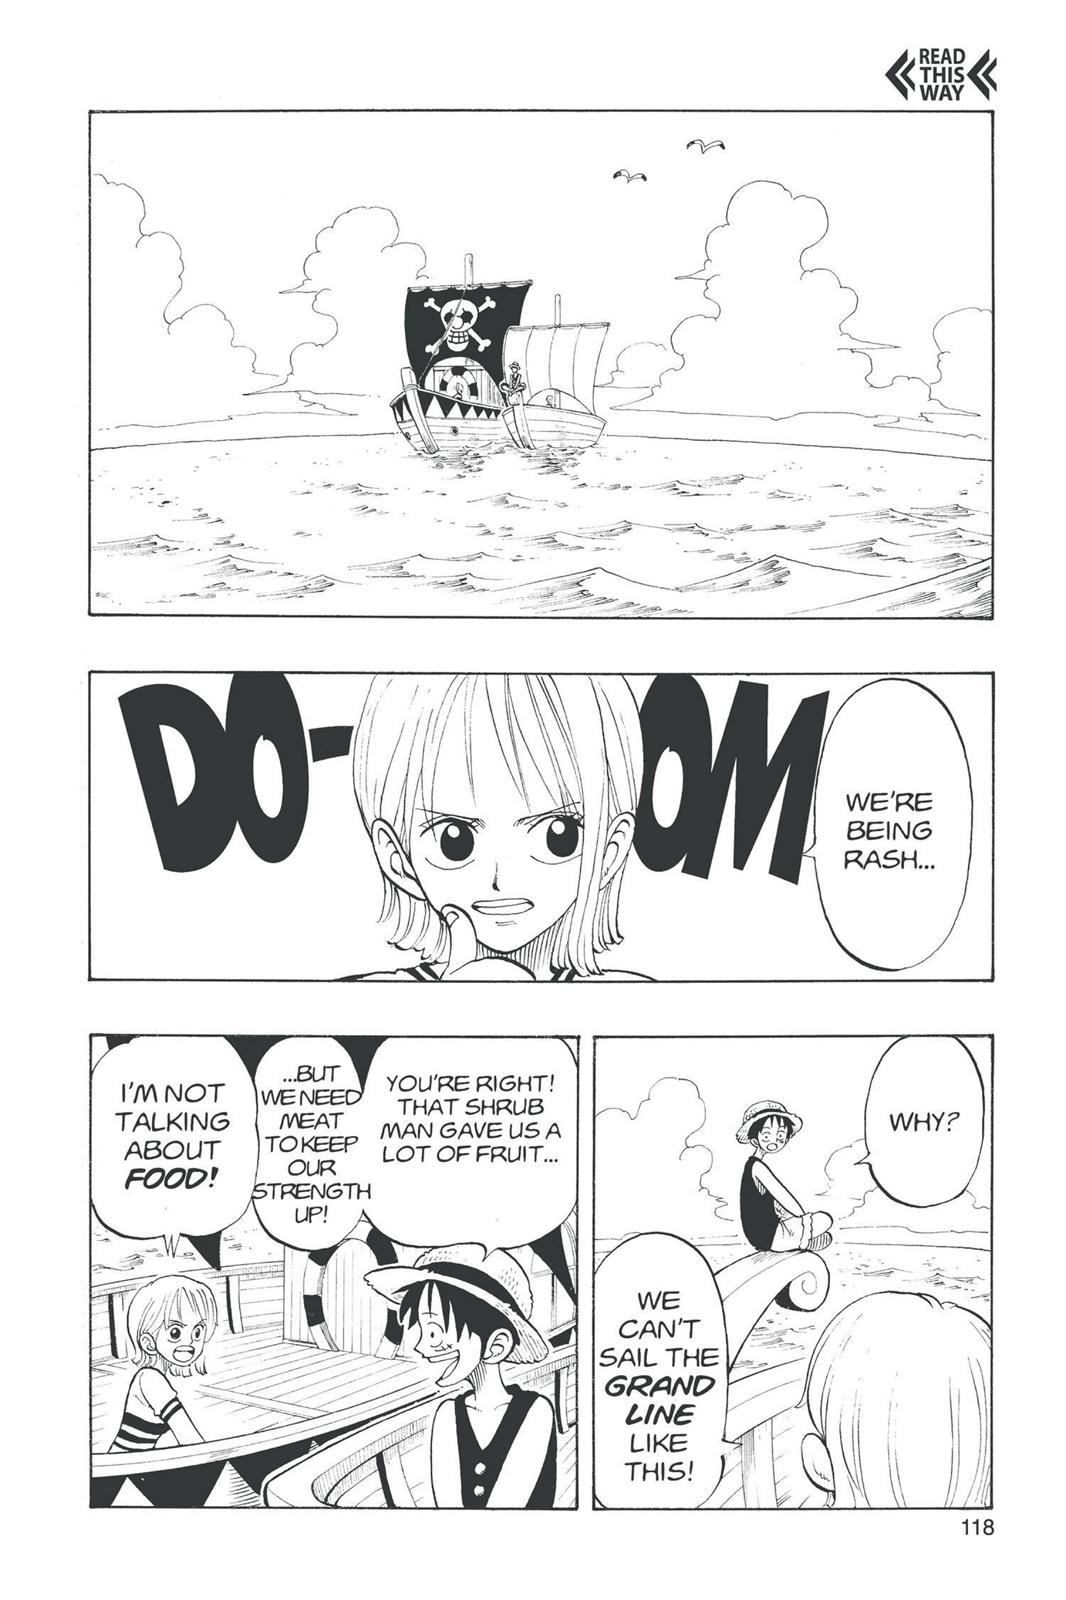 READ
THIS
WAY
DO-OM
WE'RE
BEING
RASH...
WHY?
WE
CAN'T
SAIL THE
GRAND
LINE
LIKE
THIS!
YOU'RE RIGHT!
THAT SHRUB
MAN GAVE US A
LOT OF FRUIT...
...BUT
WE NEED
MEAT
TO KEEP
OUR
STRENGTH
UP!
I'M NOT
TALKING
ABOUT
FOOD!
118